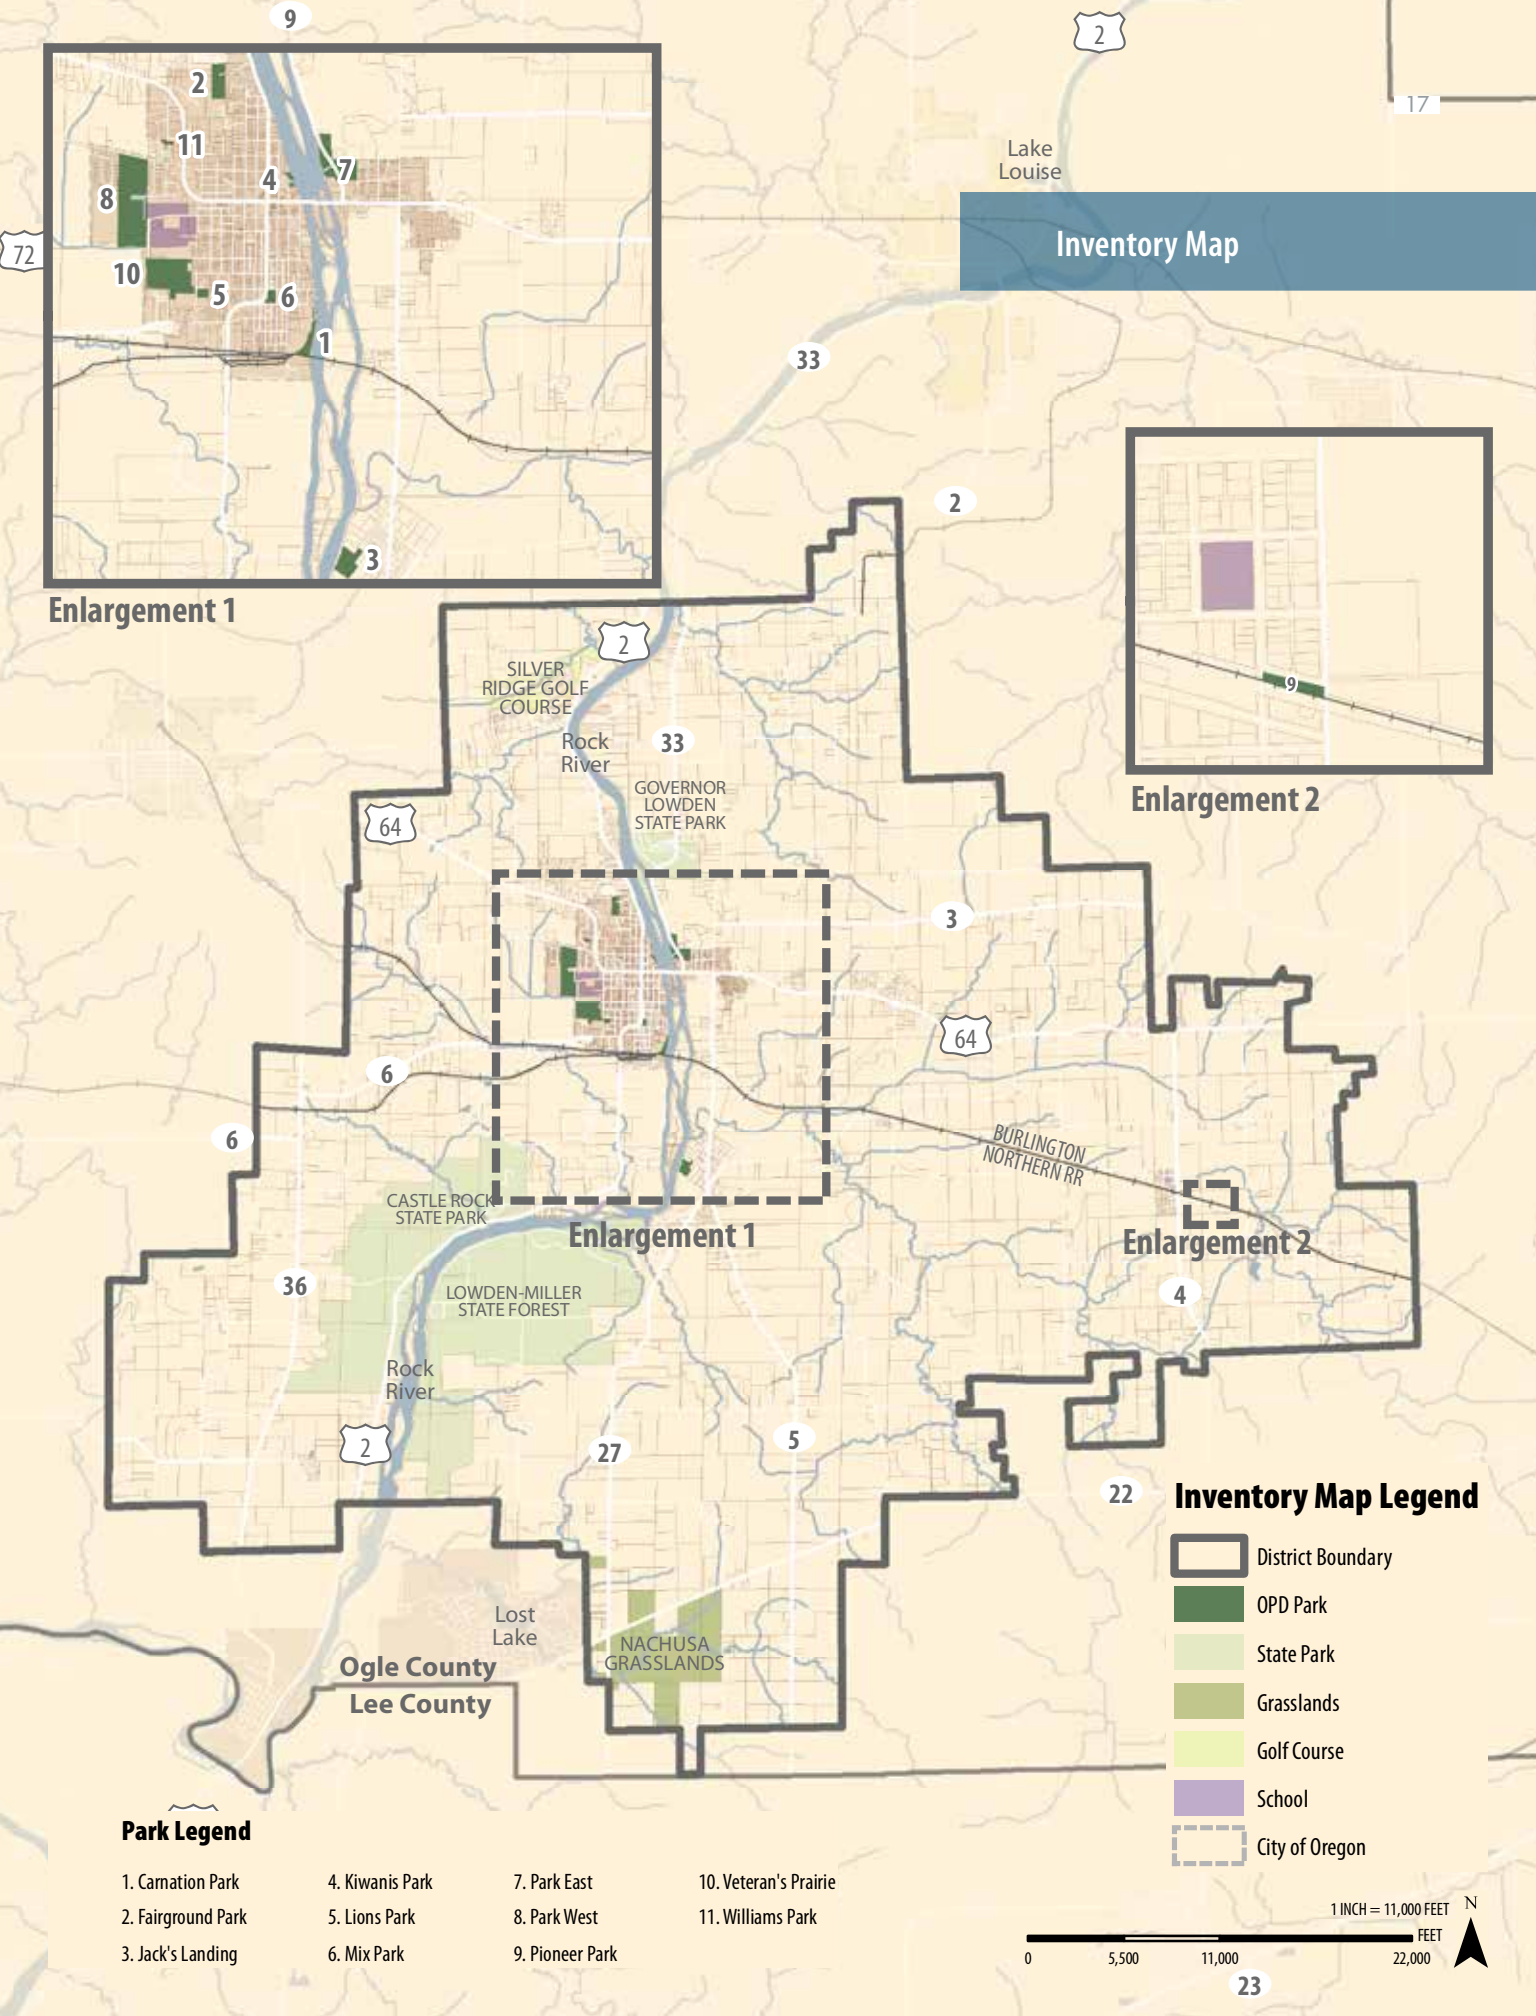 9
2
17
Lake
Louise
Inventory Map
2
11
7
4
8
72
10
5
6
1
3
33
Enlargement 1
2
9
Enlargement 2
2
SILVER
RIDGE GOLF
COURSE
Rock
River
33
GOVERNOR
LOWDEN
STATE PARK
64
3
64
6
6
BURLINGTON
NORTHERN RR
CASTLE ROCK
STATE PARK
Enlargement 1
Enlargement 2
36
LOWDEN-MILLER
STATE FOREST
4
Rock
River
2
27
5
22
Lost
Lake
NACHUSA
GRASSLANDS
Ogle County
Lee County
Inventory Map Legend
District Boundary
OPD Park
State Park
Grasslands
Golf Course
School
City of Oregon
Park Legend
1. Carnation Park
2. Fairground Park
3. Jack's Landing
4. Kiwanis Park
5. Lions Park
6. Mix Park
7. Park East
8. Park West
9. Pioneer Park
10. Veteran's Prairie
11. Williams Park
1 INCH = 11,000 FEET
N
FEET
0 5,500 11,000 22,000
23